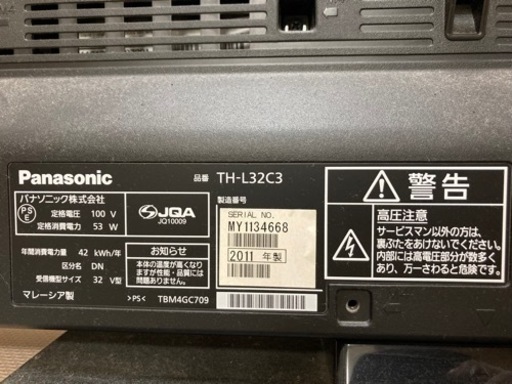 Panasonic
品番 TH-L32C3
パナソニック株式会社
PS
E
定格電圧 100 V
定格消費電力 53 W
JQA
JQ10009
製造番号
SERIAL NO.
MY1134668
2011 年製
年間消費電力量 42 kWh/年
区分名 DN
受信機型サイズ 32 V型
マレーシア製
お知らせ
本体の温度が高くなり
ますが、性能・品質には
問題ありません。
>PS< TBM4GC709
警告
高圧注意
サービスマン以外の方は、
裏ぶたをあけないでください。
内部には高電圧部分が数多く
あり、万一さわると危険です。